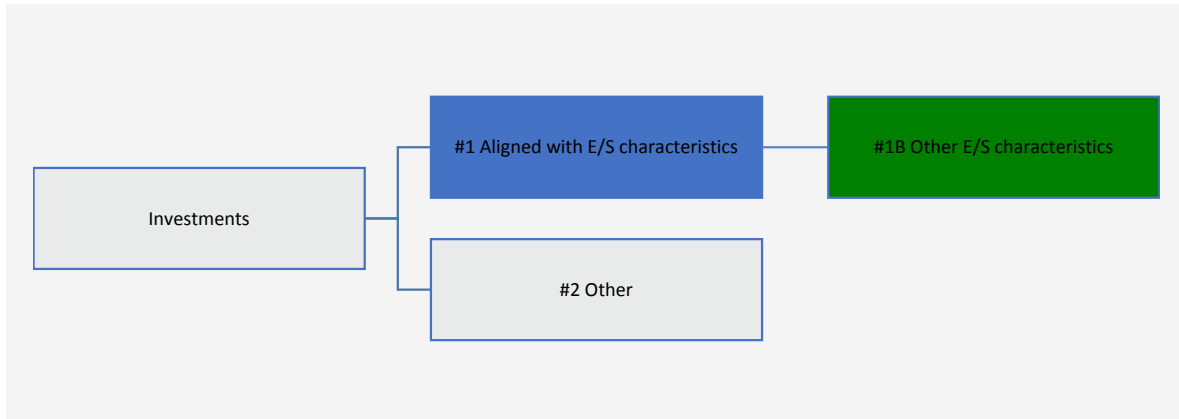 #1 Aligned with E/S characteristics
#1B Other E/S characteristics
Investments
#2 Other